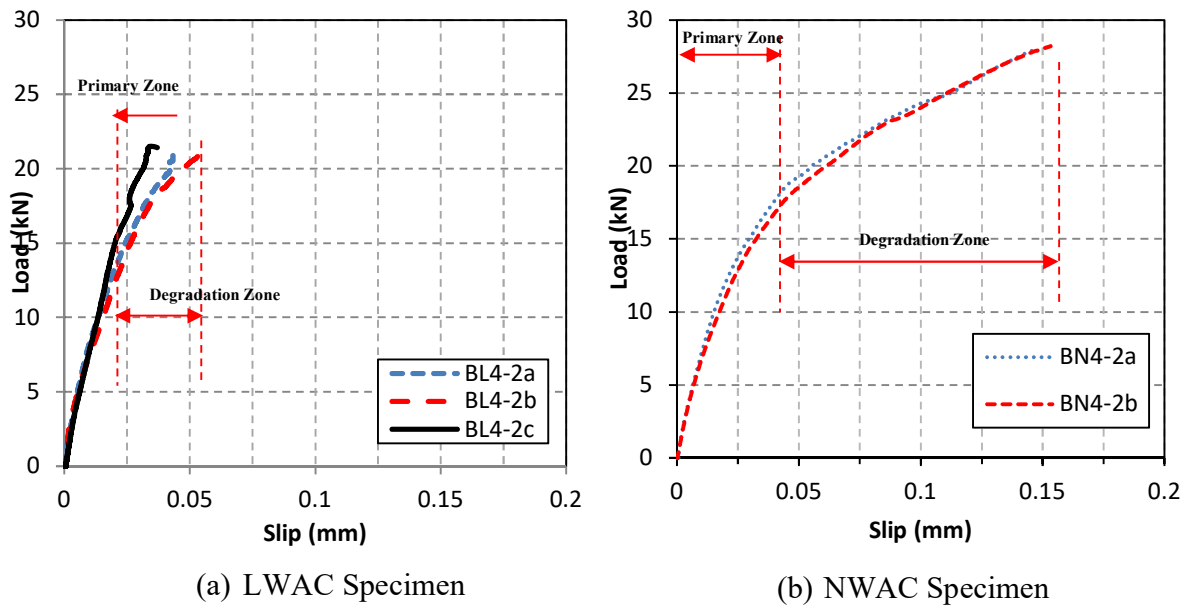 30
25
20
15
10
5
0
Load (kN)
Primary Zone
Degradation Zone
BL4-2a
BL4-2b
BL4-2c
0
0.05
0.1
0.15
0.2
Slip (mm)
(a) LWAC Specimen
30
25
20
15
10
5
0
Load (kN)
Primary Zone
Degradation Zone
BN4-2a
BN4-2b
0
0.05
0.1
0.15
0.2
Slip (mm)
(b) NWAC Specimen